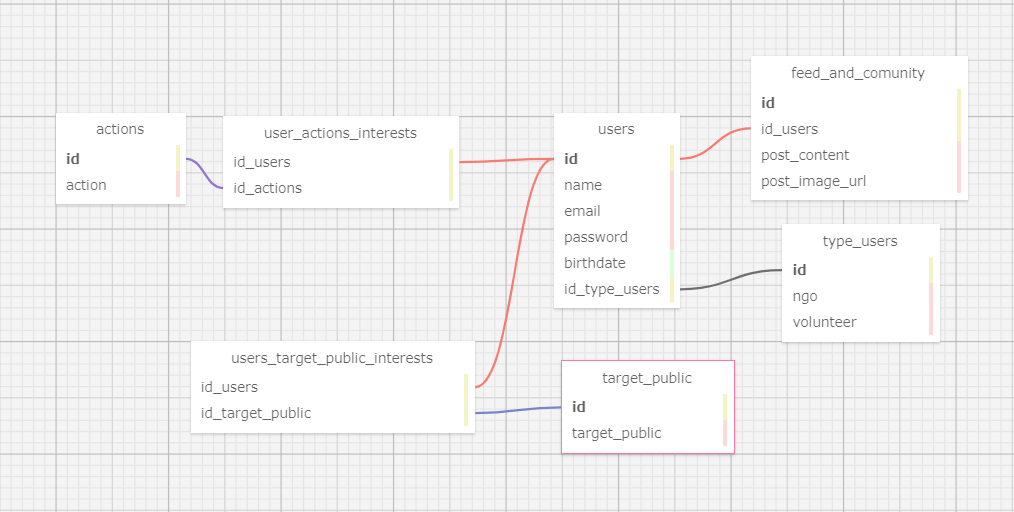 actions
id
action
user_actions_interests
id_users
id_actions
users
id
name
email
password
birthdate
id_type_users
feed_and_comunity
id
id_users
post_content
post_image_url
type_users
id
ngo
volunteer
users_target_public_interests
id_users
id_target_public
target_public
id
target_public